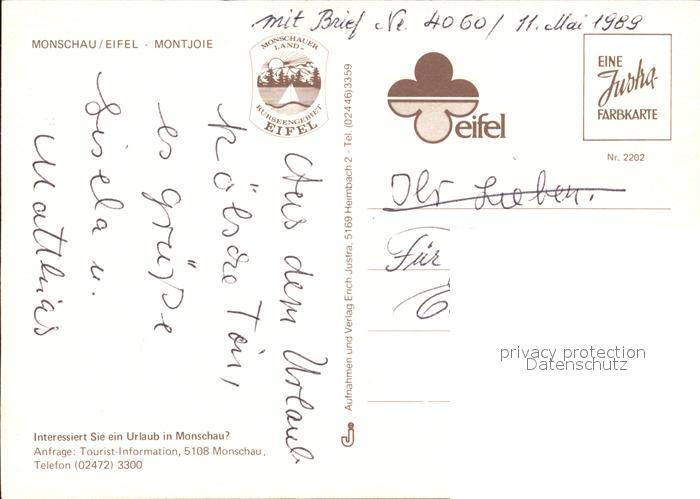 mit Brief Nr. 4060 / 11. Mai 1989
MONSCHAU/EIFEL - MONTJOIE
MONSCHAUER
LAND-
RURSEENGEBIET
EIFEL
eifel
EINE
Justra-
FARBKARTE
Nr. 2202
Aus dem Urlaub
Kölsche Tön,
es grüße
Gisela u.
Matthias
Aufnahmen und Verlag Erich Justra, 5169 Heimbach 2 - Tel. (02446)3359
Ihr Lieben.
Für
privacy protection
Datenschutz
Interessiert Sie ein Urlaub in Monschau?
Anfrage: Tourist-Information, 5108 Monschau,
Telefon (02472) 3300